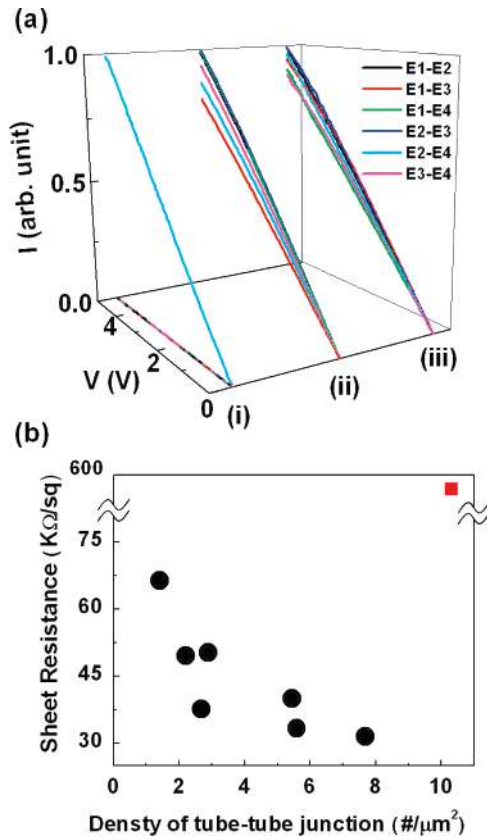 (a)
1.0
0.5
0.0
I (arb. unit)
E1-E2
E1-E3
E1-E4
E2-E3
E2-E4
E3-E4
4
2
0
V (V)
(i)
(ii)
(iii)
(b)
600
75
60
45
30
Sheet Resistance (KΩ/sq)
0 2 4 6 8 10
Densty of tube-tube junction (#/μm²)